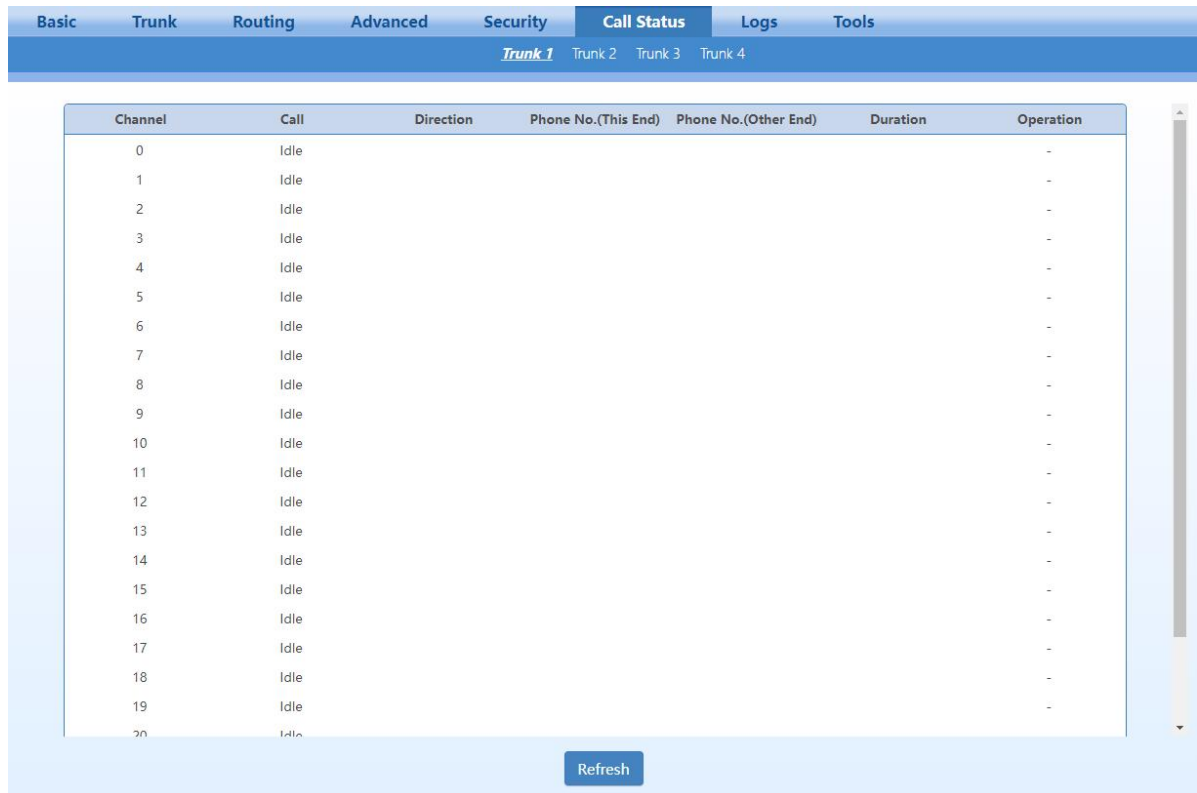 Basic Trunk Routing Advanced Security Call Status Logs Tools
Trunk 1 Trunk 2 Trunk 3 Trunk 4
Channel Call Direction Phone No.(This End) Phone No.(Other End) Duration Operation
0 Idle -
1 Idle -
2 Idle -
3 Idle -
4 Idle -
5 Idle -
6 Idle -
7 Idle -
8 Idle -
9 Idle -
10 Idle -
11 Idle -
12 Idle -
13 Idle -
14 Idle -
15 Idle -
16 Idle -
17 Idle -
18 Idle -
19 Idle -
20 Idle
Refresh